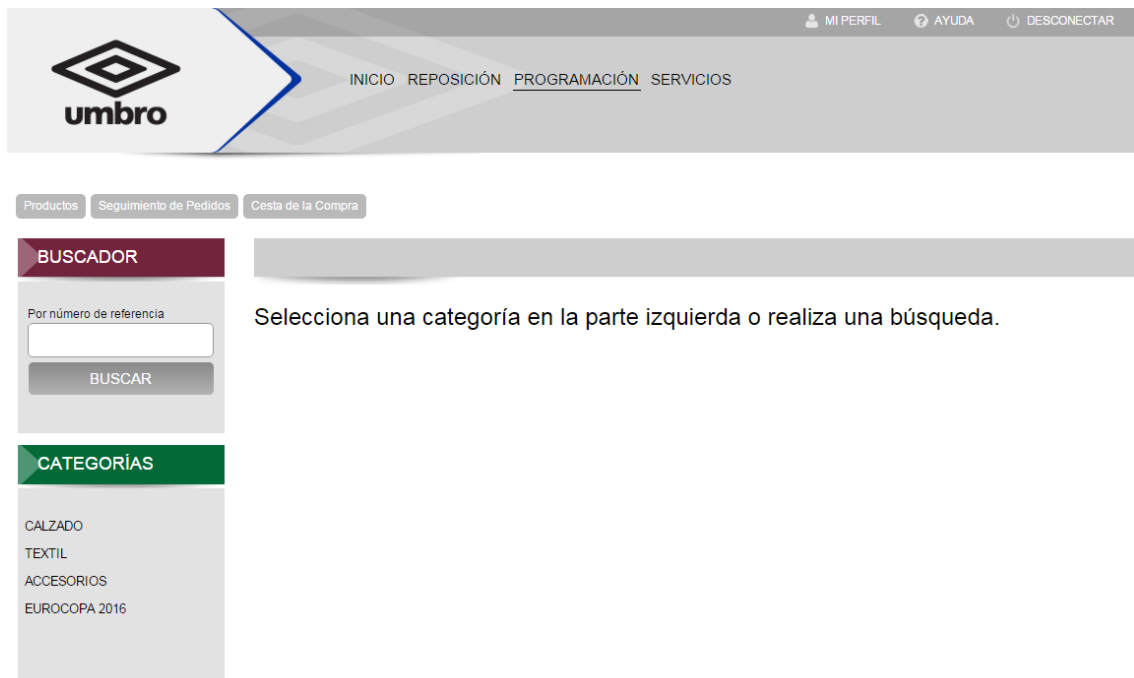 MI PERFIL AYUDA DESCONECTAR
umbro
INICIO REPOSICIÓN PROGRAMACIÓN SERVICIOS
Productos Seguimiento de Pedidos Cesta de la Compra
BUSCADOR
Por número de referencia
BUSCAR
Selecciona una categoría en la parte izquierda o realiza una búsqueda.
CATEGORÍAS
CALZADO
TEXTIL
ACCESORIOS
EUROCOPA 2016